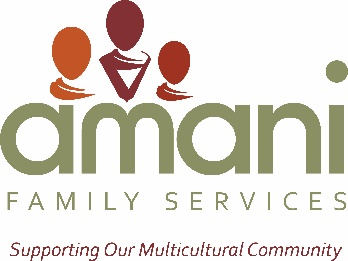 amani
FAMILY SERVICES
Supporting Our Multicultural Community